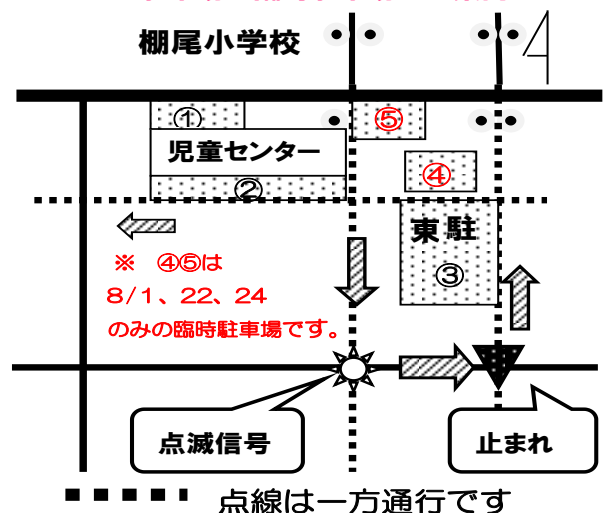 棚尾小学校
①
⑤
児童センター
④
②
東駐
③
※ ④⑤は
8/1、22、24
のみの臨時駐車場です。
点滅信号
止まれ
点線は一方通行です